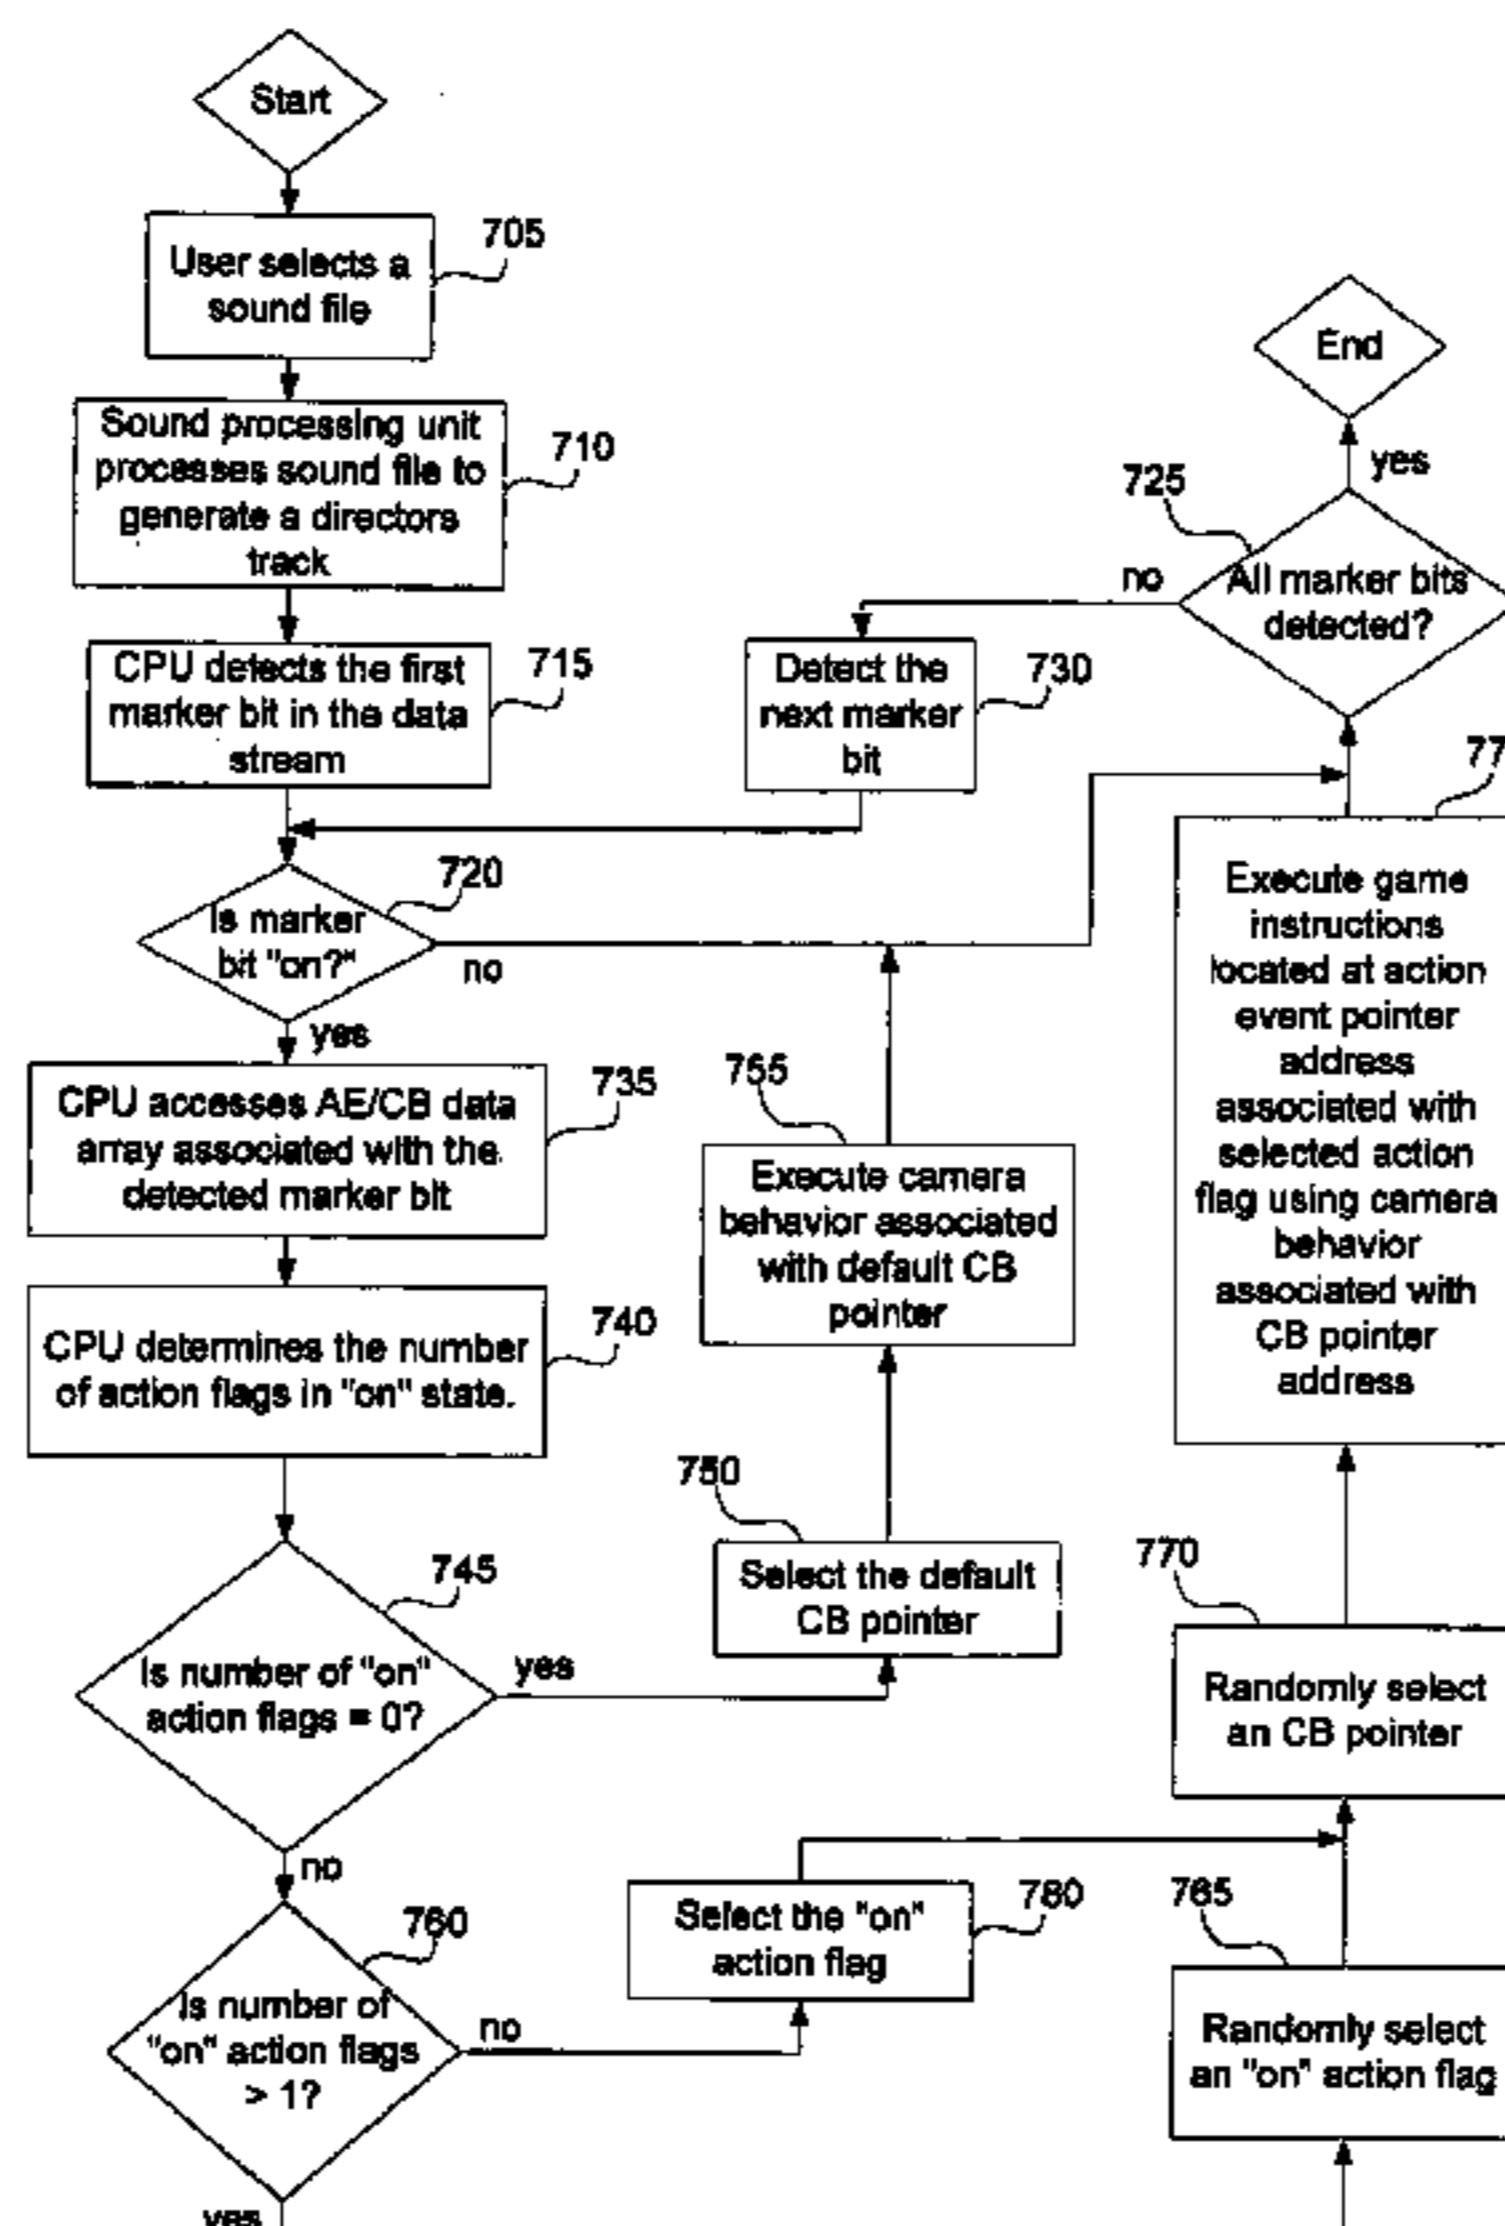 Start
705
User selects a
sound file
710
Sound processing unit
processes sound file to
generate a directors
track
715
CPU detects the first
marker bit in the data
stream
720
Is marker
bit "on?"
no
yes
735
CPU accesses AE/CB data
array associated with the
detected marker bit
740
CPU determines the number
of action flags in "on" state.
745
Is number of "on"
action flags = 0?
yes
no
760
Is number of
"on" action flags
> 1?
no
yes
End
yes
725
All marker bits
detected?
no
730
Detect the
next marker
bit
755
Execute camera
behavior associated
with default CB
pointer
750
Select the default
CB pointer
780
Select the "on"
action flag
77
Execute game
instructions
located at action
event pointer
address
associated with
selected action
flag using camera
behavior
associated with
CB pointer
address
770
Randomly select
an CB pointer
765
Randomly select
an "on" action flag